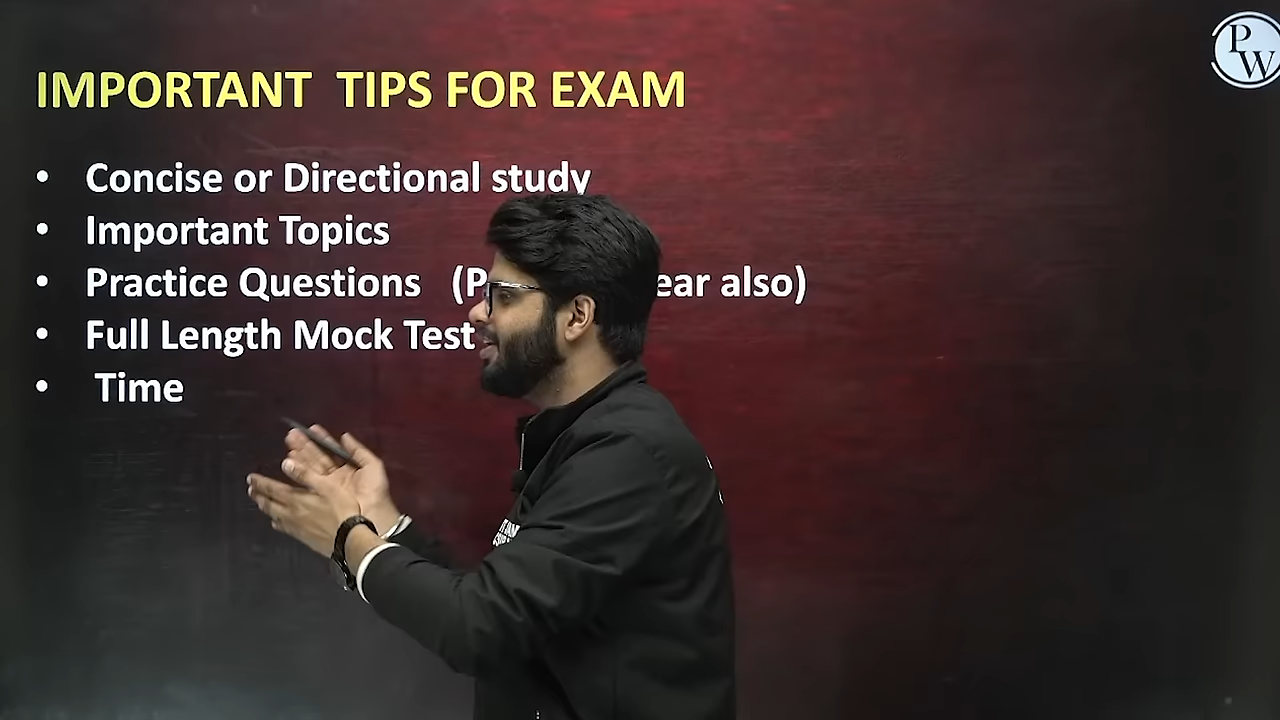 PW
IMPORTANT TIPS FOR EXAM
• Concise or Directional study
• Important Topics
• Practice Questions (P ear also)
• Full Length Mock Test
• Time